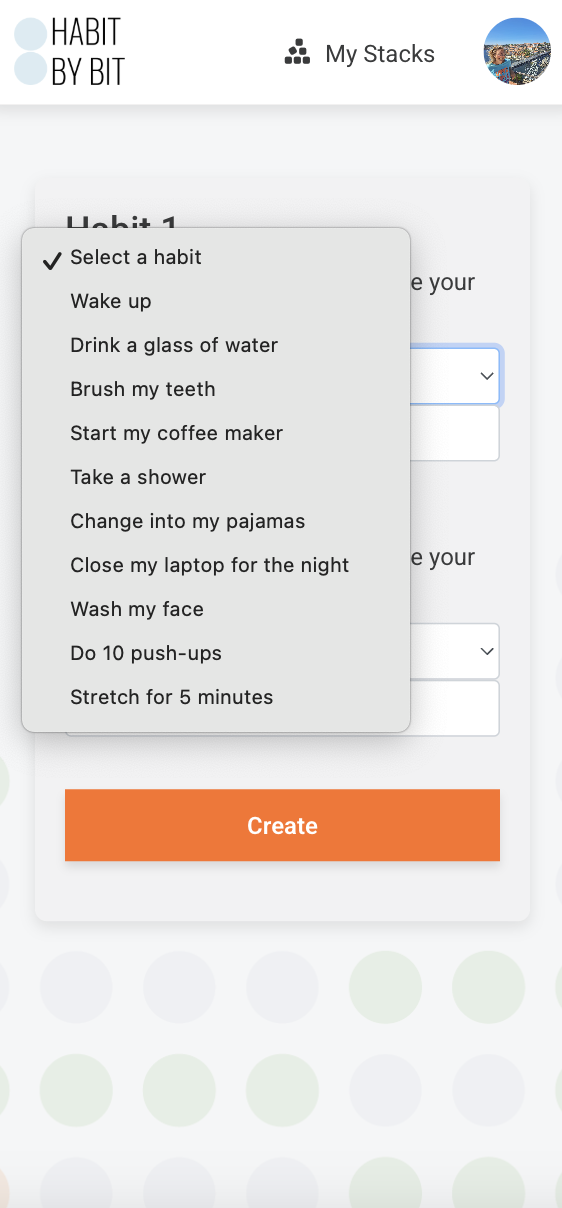 HABIT
BY BIT
My Stacks
Habit 1
Select a habit
e your
Wake up
Drink a glass of water
Brush my teeth
Start my coffee maker
Take a shower
Change into my pajamas
Close my laptop for the night
e your
Wash my face
Do 10 push-ups
Stretch for 5 minutes
Create